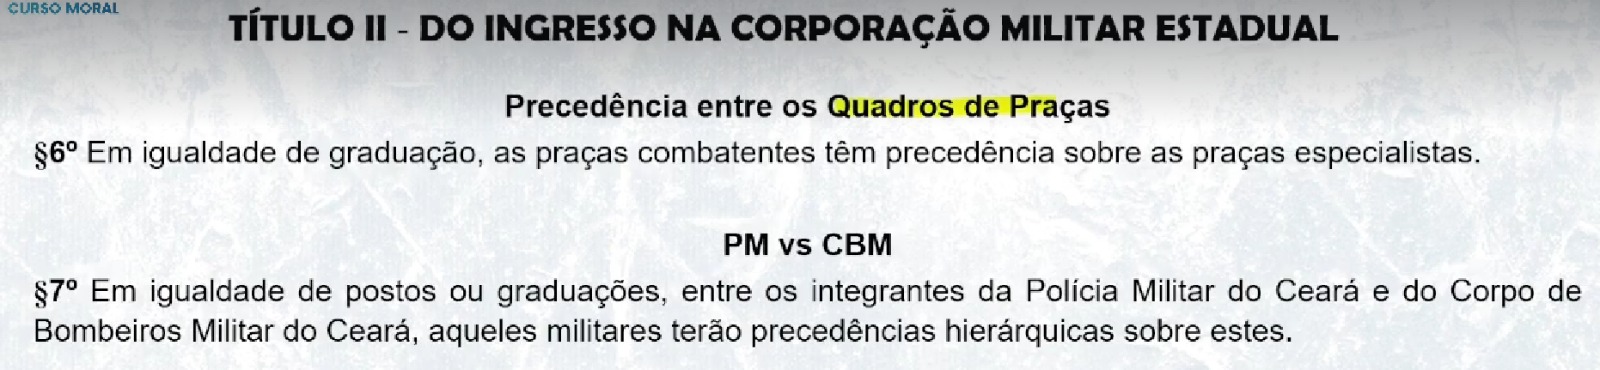 CURSO MORAL
TÍTULO II - DO INGRESSO NA CORPORAÇÃO MILITAR ESTADUAL
Precedência entre os Quadros de Praças
§6º Em igualdade de graduação, as praças combatentes têm precedência sobre as praças especialistas.
PM vs CBM
§7º Em igualdade de postos ou graduações, entre os integrantes da Polícia Militar do Ceará e do Corpo de
Bombeiros Militar do Ceará, aqueles militares terão precedências hierárquicas sobre estes.